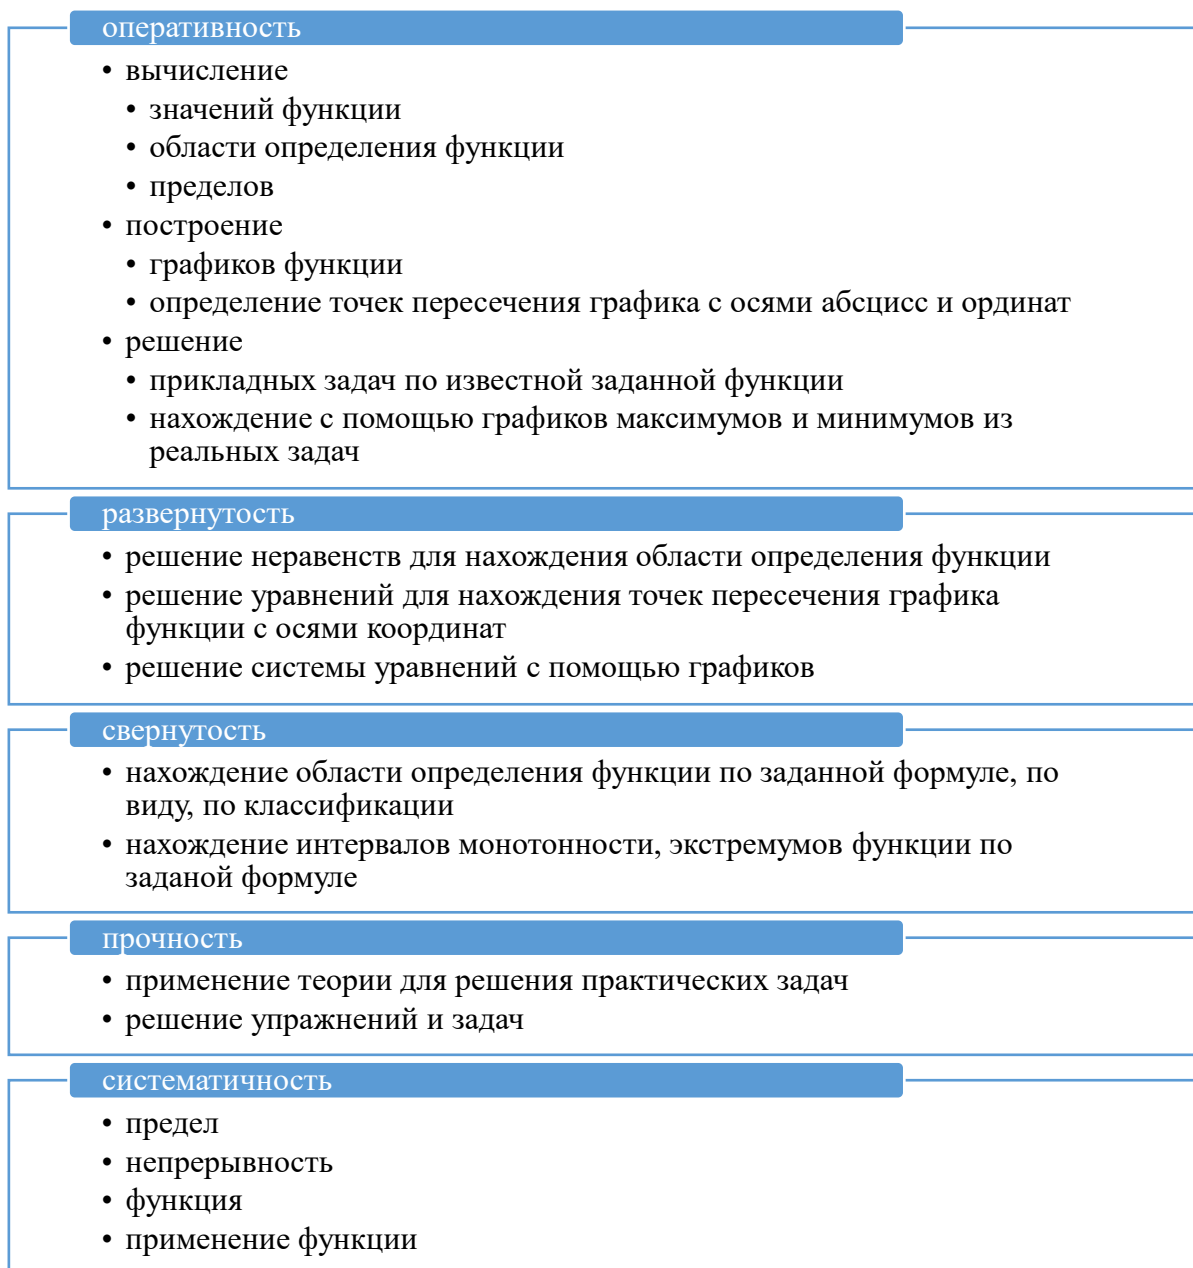 оперативность
• вычисление
• значений функции
• области определения функции
• пределов
• построение
• графиков функции
• определение точек пересечения графика с осями абсцисс и ординат
• решение
• прикладных задач по известной заданной функции
• нахождение с помощью графиков максимумов и минимумов из
реальных задач
развернутость
• решение неравенств для нахождения области определения функции
• решение уравнений для нахождения точек пересечения графика
функции с осями координат
• решение системы уравнений с помощью графиков
свернутость
• нахождение области определения функции по заданной формуле, по
виду, по классификации
• нахождение интервалов монотонности, экстремумов функции по
заданой формуле
прочность
• применение теории для решения практических задач
• решение упражнений и задач
систематичность
• предел
• непрерывность
• функция
• применение функции